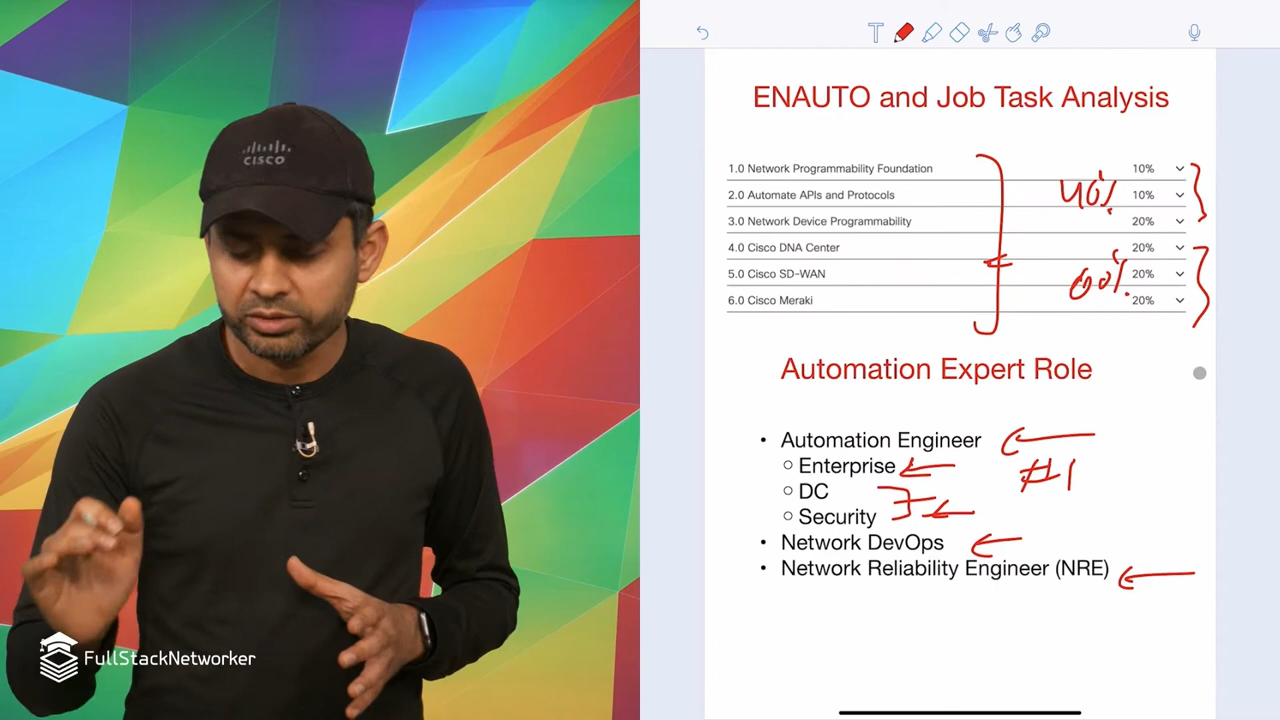 CISCO
FullStackNetworker
ENAUTO and Job Task Analysis
1.0 Network Programmability Foundation 10%
2.0 Automate APIs and Protocols 10%
3.0 Network Device Programmability 20%
40%
4.0 Cisco DNA Center 20%
5.0 Cisco SD-WAN 20%
6.0 Cisco Meraki 20%
60%
Automation Expert Role
• Automation Engineer
○ Enterprise
#1
○ DC
○ Security
• Network DevOps
• Network Reliability Engineer (NRE)